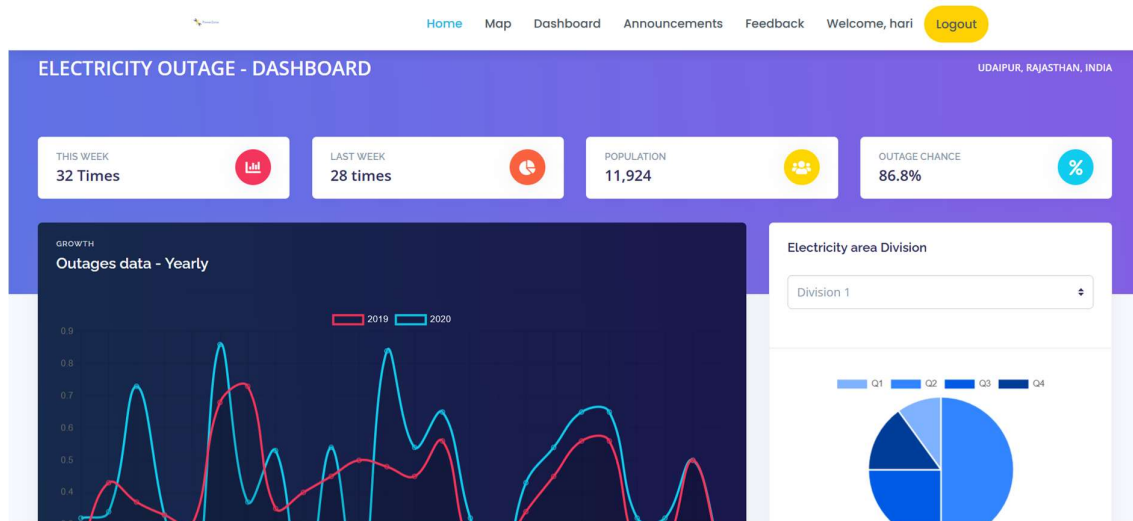 Home Map Dashboard Announcements Feedback Welcome, hari Logout
ELECTRICITY OUTAGE - DASHBOARD
UDAIPUR, RAJASTHAN, INDIA
THIS WEEK
32 Times
LAST WEEK
28 times
POPULATION
11,924
OUTAGE CHANCE
86.8%
%
GROWTH
Outages data - Yearly
2019 2020
0.9
0.8
0.7
0.6
0.5
0.4
Electricity area Division
Division 1
Q1 Q2 Q3 Q4